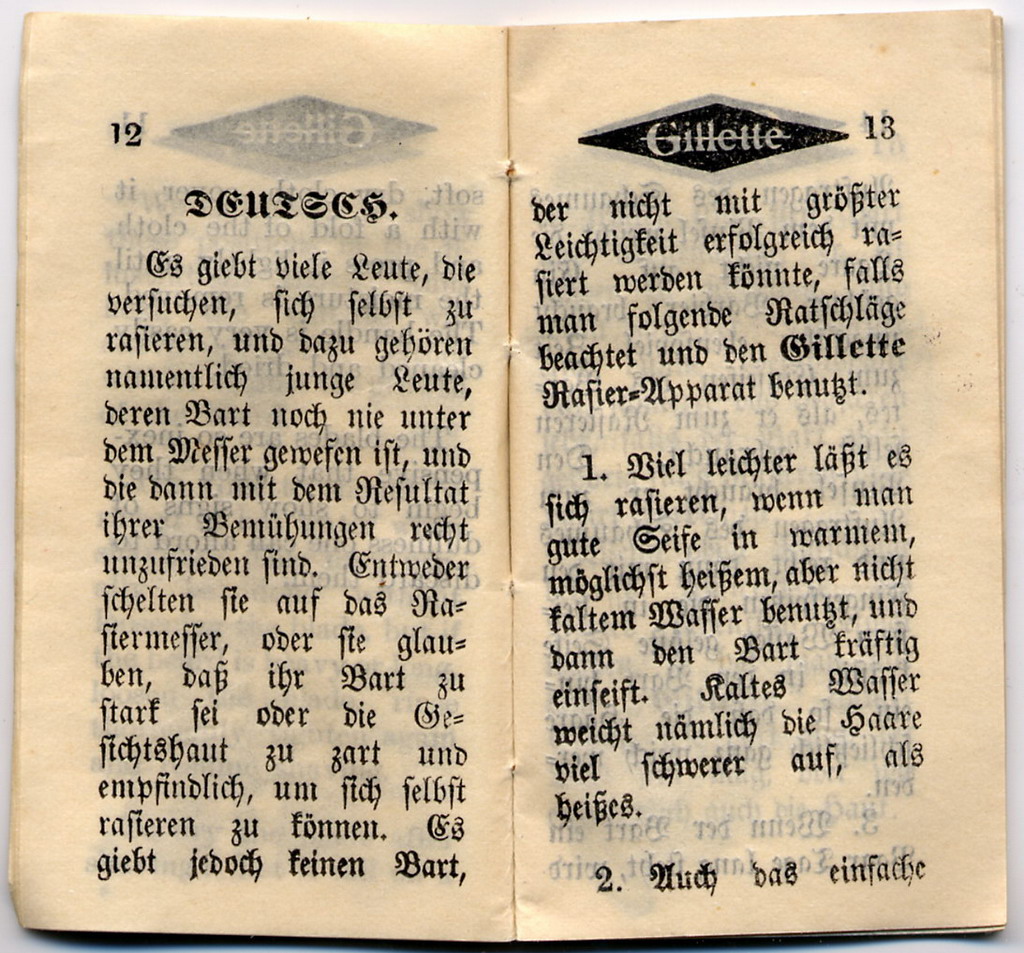 12
DEUTSCH.
Es giebt viele Leute, die
versuchen, sich selbst zu
rasieren, und dazu gehören
namentlich junge Leute,
deren Bart noch nie unter
dem Messer gewesen ist, und
die dann mit dem Resultat
ihrer Bemühungen recht
unzufrieden sind. Entweder
schelten sie auf das Ra=
siermesser, oder sie glau=
ben, daß ihr Bart zu
stark sei oder die Ge=
sichtshaut zu zart und
empfindlich, um sich selbst
rasieren zu können. Es
giebt jedoch keinen Bart,
Gillette 13
der nicht mit größter
Leichtigkeit erfolgreich ra=
siert werden könnte, falls
man folgende Ratschläge
beachtet und den Gillette
Rasier=Apparat benutzt.
1. Viel leichter läßt es
sich rasieren, wenn man
gute Seife in warmem,
möglichst heißem, aber nicht
kaltem Wasser benutzt, und
dann den Bart kräftig
einseift. Kaltes Wasser
weicht nämlich die Haare
viel schwerer auf, als
heißes.
2. Auch das einfache